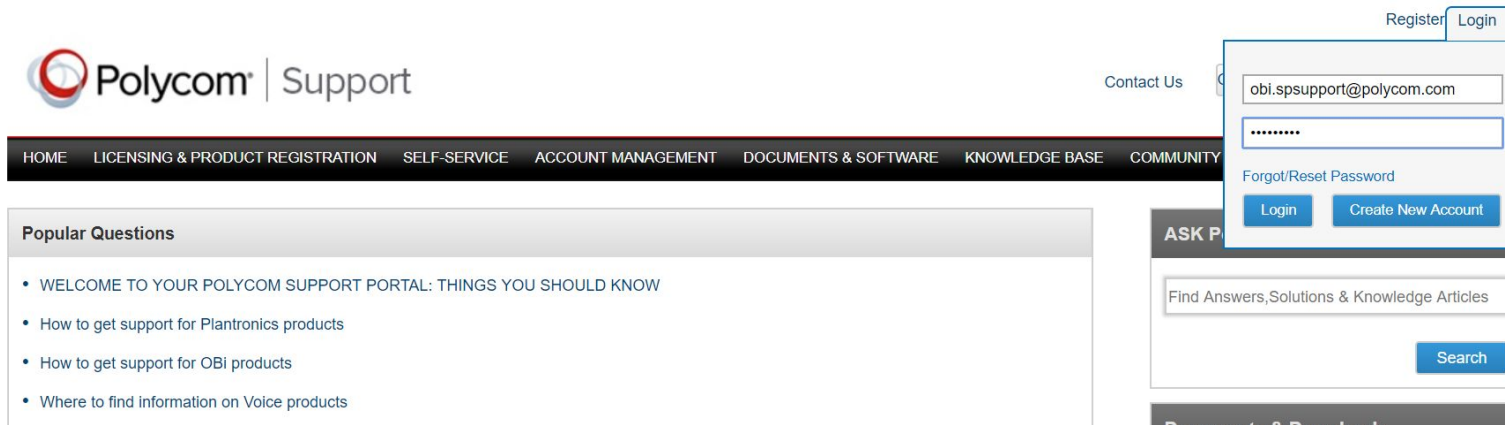 Register Login
Polycom® | Support
Contact Us
obi.spsupport@polycom.com
•••••••••
HOME LICENSING & PRODUCT REGISTRATION SELF-SERVICE ACCOUNT MANAGEMENT DOCUMENTS & SOFTWARE KNOWLEDGE BASE COMMUNITY
Forgot/Reset Password
Login Create New Account
Popular Questions
ASK P
• WELCOME TO YOUR POLYCOM SUPPORT PORTAL: THINGS YOU SHOULD KNOW
Find Answers,Solutions & Knowledge Articles
• How to get support for Plantronics products
• How to get support for OBi products
Search
• Where to find information on Voice products